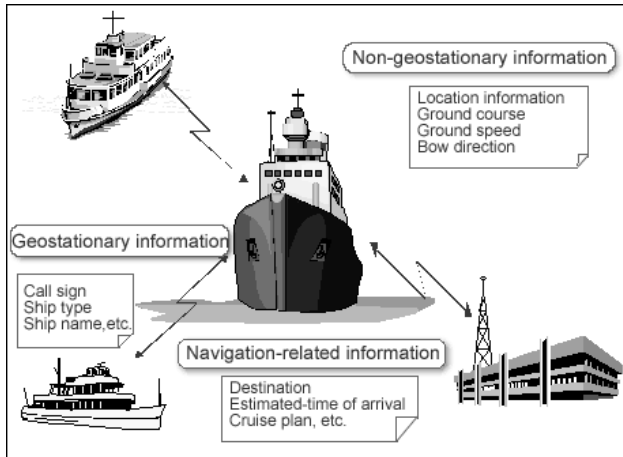 Non-geostationary information
Location information
Ground course
Ground speed
Bow direction
Geostationary information
Call sign
Ship type
Ship name,etc.
Navigation-related information
Destination
Estimated-time of arrival
Cruise plan, etc.